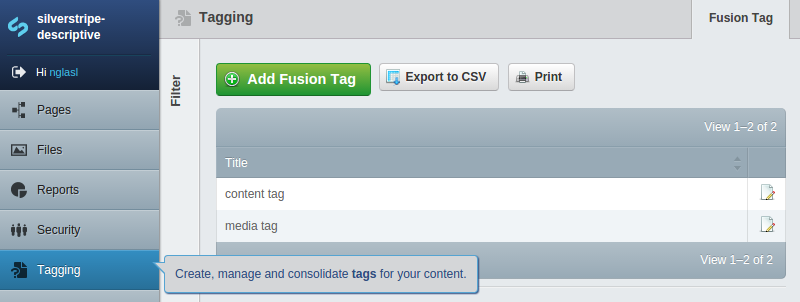 silverstripe-
descriptive
Hi nglasl
Pages
Files
Reports
Security
Tagging
Tagging
Fusion Tag
Filter
Add Fusion Tag
Export to CSV
Print
View 1–2 of 2
Title
content tag
media tag
View 1–2 of 2
Create, manage and consolidate tags for your content.